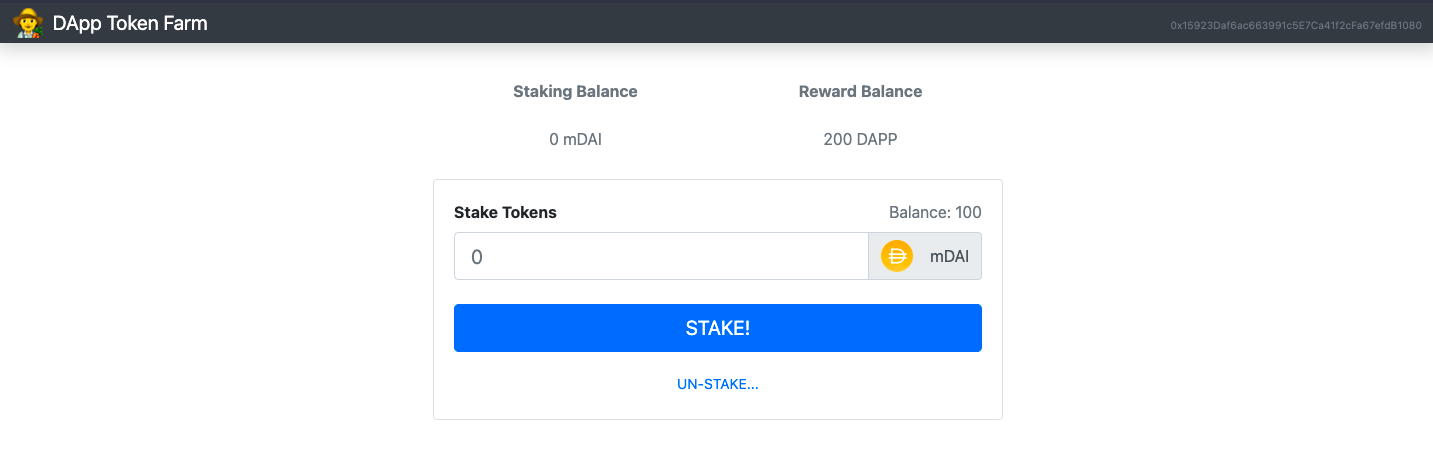 DApp Token Farm
0x15923Daf6ac663991c5E7Ca41f2cFa67efdB1080
Staking Balance Reward Balance
0 mDAI 200 DAPP
Stake Tokens Balance: 100
0 mDAI
STAKE!
UN-STAKE...